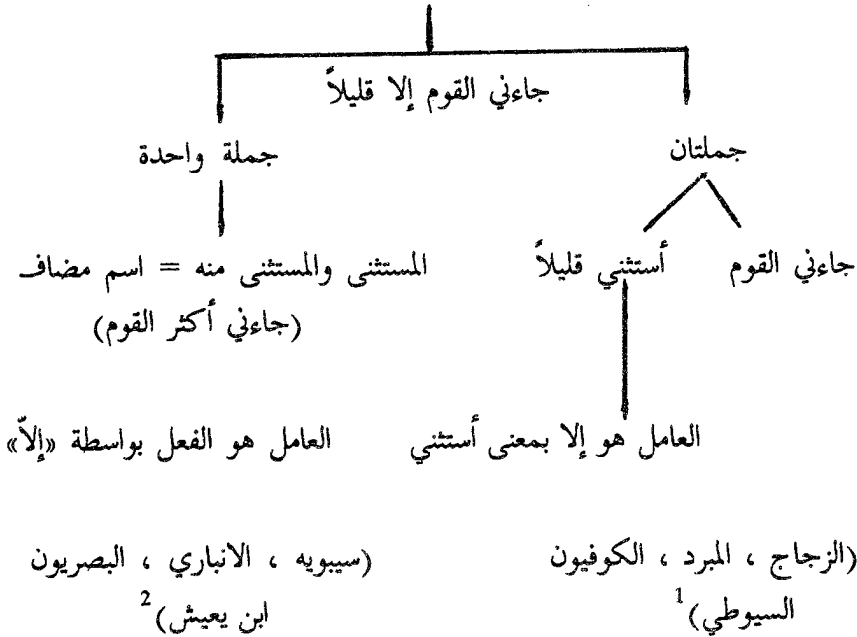 جاءني القوم إلا قليلاً
جملتان
جملة واحدة
جاءني القوم
أستثني قليلاً
المستثنى والمستثنى منه = اسم مضاف
(جاءني أكثر القوم)
العامل هو إلا بمعنى أستثني
العامل هو الفعل بواسطة «إلاّ»
(الزجاج ، المبرد ، الكوفيون
السيوطي)1
(سيبويه ، الانباري ، البصريون
ابن يعيش)2